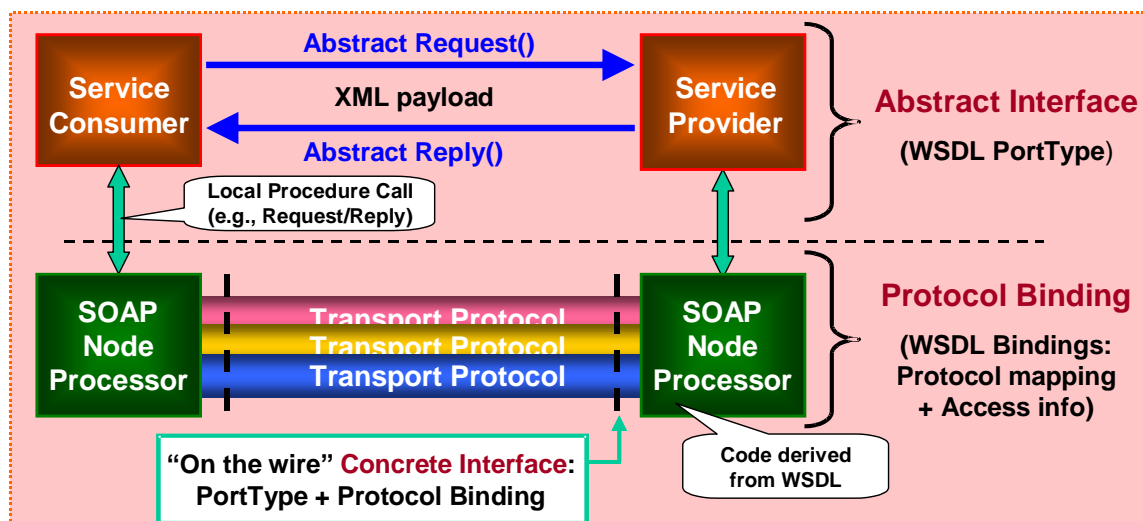 Abstract Request()
Service
Consumer
XML payload
Service
Provider
Abstract Reply()
Abstract Interface
(WSDL PortType)
Local Procedure Call
(e.g., Request/Reply)
SOAP
Node
Processor
Transport Protocol
Transport Protocol
Transport Protocol
SOAP
Node
Processor
Protocol Binding
(WSDL Bindings:
Protocol mapping
+ Access info)
“On the wire” Concrete Interface:
PortType + Protocol Binding
Code derived
from WSDL